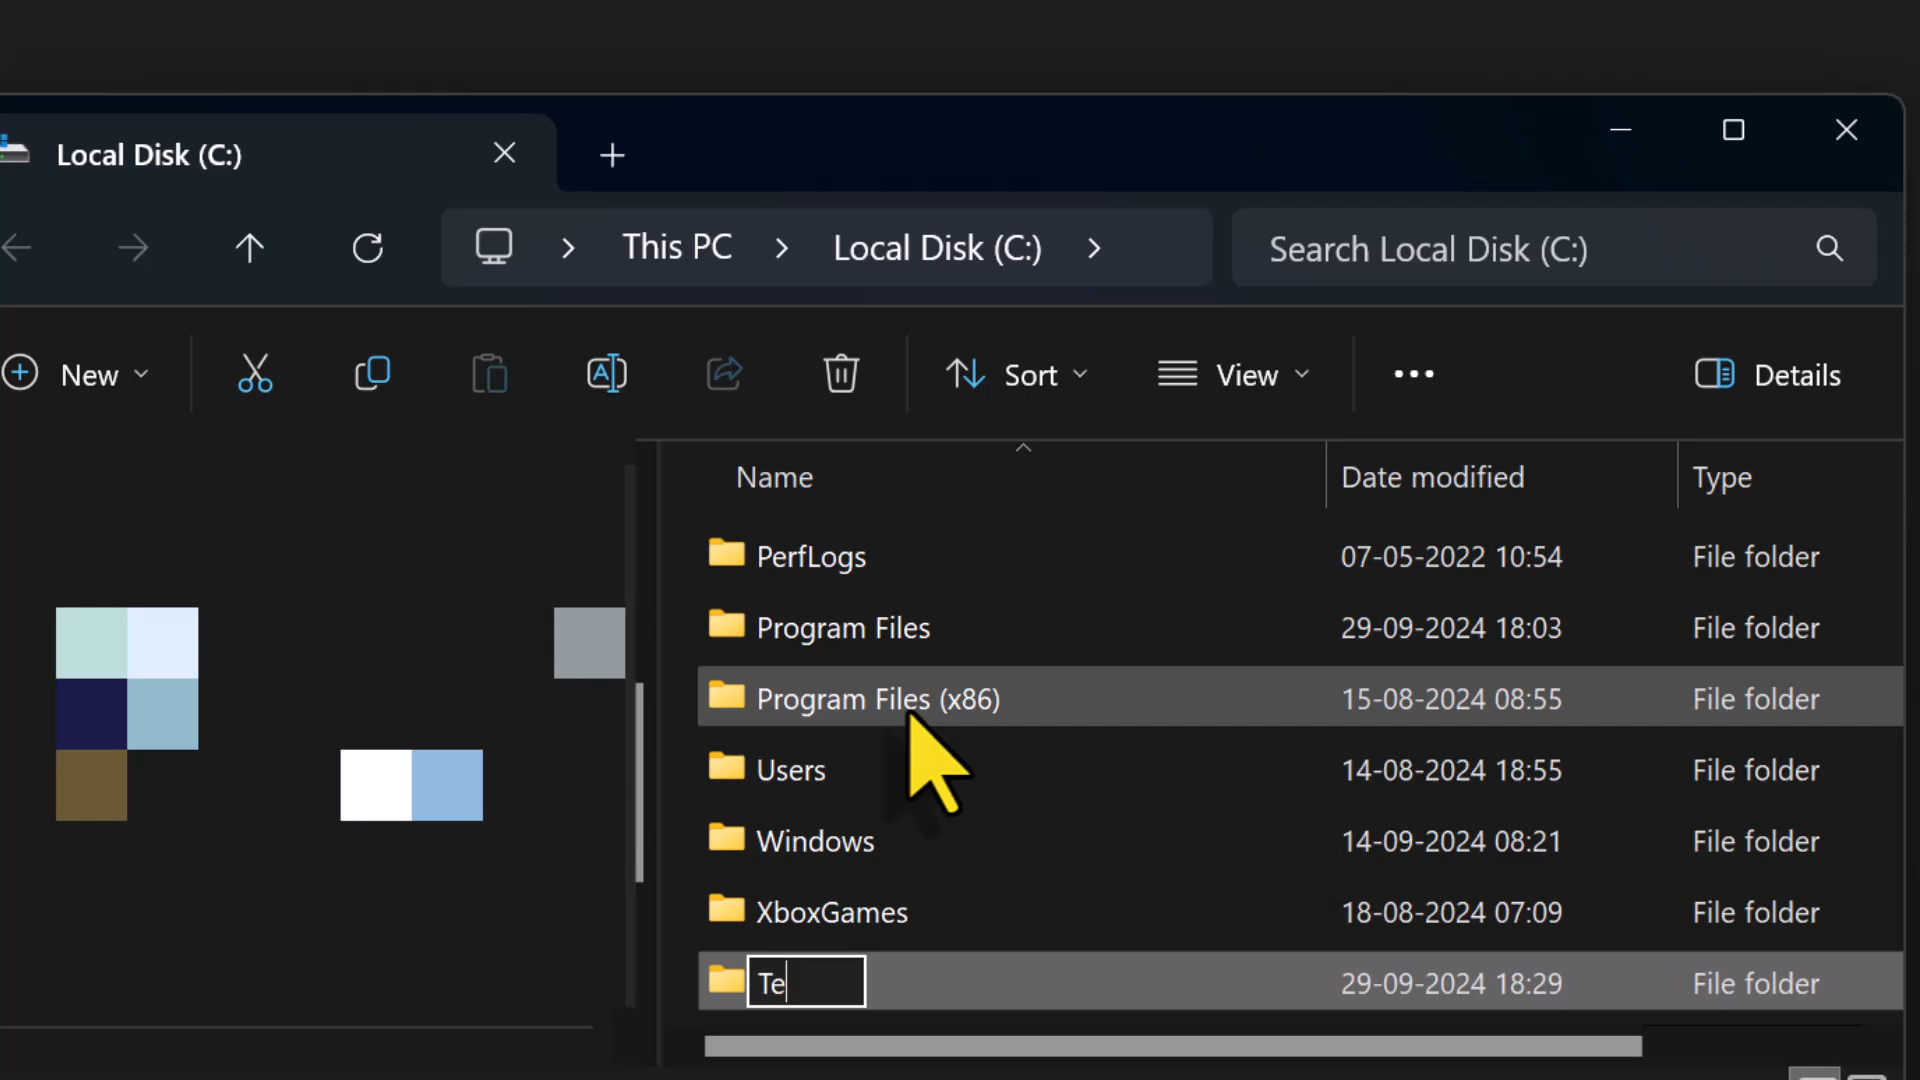 Local Disk (C:)
This PC Local Disk (C:) Search Local Disk (C:)
New Sort View Details
Name Date modified Type
PerfLogs 07-05-2022 10:54 File folder
Program Files 29-09-2024 18:03 File folder
Program Files (x86) 15-08-2024 08:55 File folder
Users 14-08-2024 18:55 File folder
Windows 14-09-2024 08:21 File folder
XboxGames 18-08-2024 07:09 File folder
Te 29-09-2024 18:29 File folder